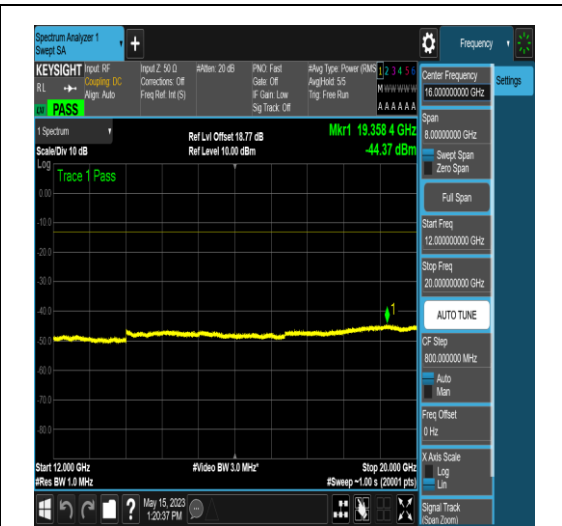 Spectrum Analyzer 1
Swept SA
+
Frequency
KEYSIGHT
RL
PASS
Input: RF
Coupling: DC
Align: Auto
Input Z: 50 Ω
Corrections: Off
Freq Ref: Int (S)
#Atten: 20 dB
PNO: Fast
Gate: Off
IF Gain: Low
Sig Track: Off
#Avg Type: Power (RMS
Avg|Hold: 5/5
Trig: Free Run
1 2 3 4 5 6
M W W W W W
A A A A A A
1 Spectrum
Scale/Div 10 dB
Log
Ref Lvl Offset 18.77 dB
Ref Level 10.00 dBm
Mkr1 19.358 4 GHz
-44.37 dBm
Trace 1 Pass
0.00
-10.0
-20.0
-30.0
-40.0
-50.0
-60.0
-70.0
-80.0
1
Start 12.000 GHz
#Res BW 1.0 MHz
#Video BW 3.0 MHz*
Stop 20.000 GHz
#Sweep ~1.00 s (20001 pts)
?
May 15, 2023
1:20:37 PM
Center Frequency
16.000000000 GHz
Settings
Span
8.00000000 GHz
Swept Span
Zero Span
Full Span
Start Freq
12.000000000 GHz
Stop Freq
20.000000000 GHz
AUTO TUNE
CF Step
800.000000 MHz
Auto
Man
Freq Offset
0 Hz
X Axis Scale
Log
Lin
Signal Track
(Span Zoom)